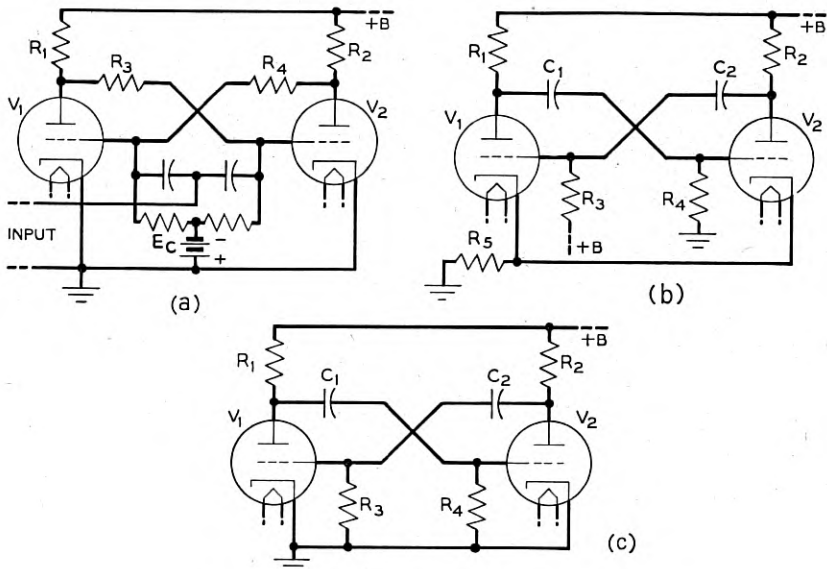 +B
R1
R2
R3
R4
V1
V2
INPUT
EC
-
+
(a)
+B
R1
R2
C1
C2
V1
V2
R3
R4
+B
R5
(b)
+B
R1
R2
C1
C2
V1
V2
R3
R4
(c)